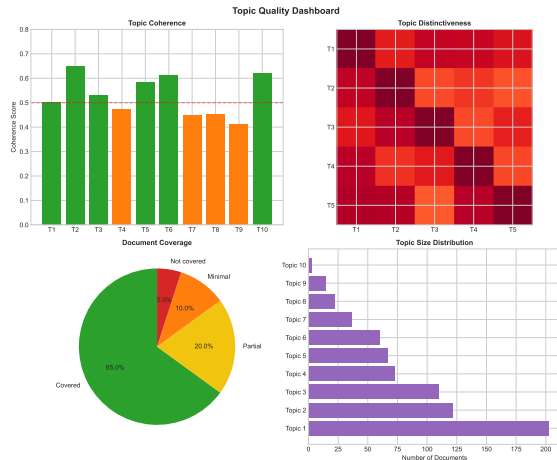 Topic Quality Dashboard
Topic Coherence
Coherence Score
0.8
0.7
0.6
0.5
0.4
0.3
0.2
0.1
0.0
T1 T2 T3 T4 T5 T6 T7 T8 T9 T10
Topic Distinctiveness
T1
T2
T3
T4
T5
T1 T2 T3 T4 T5
Document Coverage
Not covered
5.0%
Minimal
10.0%
Partial
20.0%
Covered
65.0%
Topic Size Distribution
Topic 10
Topic 9
Topic 8
Topic 7
Topic 6
Topic 5
Topic 4
Topic 3
Topic 2
Topic 1
0 25 50 75 100 125 150 175 200
Number of Documents